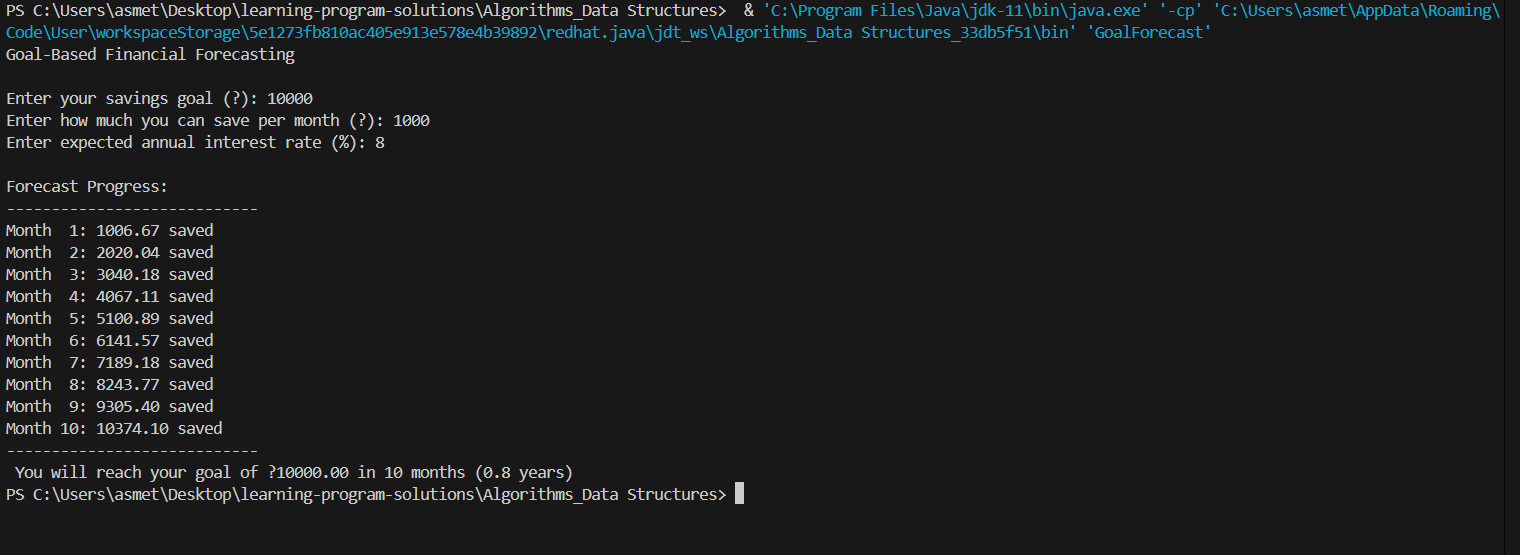 PS C:\Users\asmet\Desktop\learning-program-solutions\Algorithms_Data Structures>  & 'C:\Program Files\Java\jdk-11\bin\java.exe' '-cp' 'C:\Users\asmet\AppData\Roaming\
Code\User\workspaceStorage\5e1273fb810ac405e913e578e4b39892\redhat.java\jdt_ws\Algorithms_Data Structures_33db5f51\bin' 'GoalForecast'
Goal-Based Financial Forecasting
Enter your savings goal (?): 10000
Enter how much you can save per month (?): 1000
Enter expected annual interest rate (%): 8
Forecast Progress:
----------------------------
Month  1: 1006.67 saved
Month  2: 2020.04 saved
Month  3: 3040.18 saved
Month  4: 4067.11 saved
Month  5: 5100.89 saved
Month  6: 6141.57 saved
Month  7: 7189.18 saved
Month  8: 8243.77 saved
Month  9: 9305.40 saved
Month 10: 10374.10 saved
----------------------------
 You will reach your goal of ?10000.00 in 10 months (0.8 years)
PS C:\Users\asmet\Desktop\learning-program-solutions\Algorithms_Data Structures>